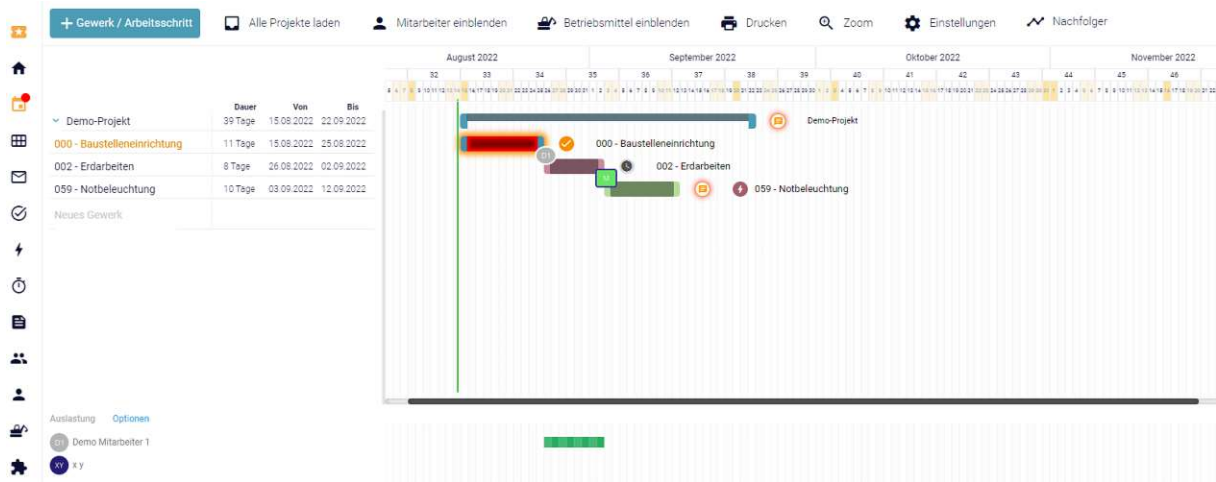 + Gewerk / Arbeitsschritt
Alle Projekte laden
Mitarbeiter einblenden
Betriebsmittel einblenden
Drucken
Zoom
Einstellungen
Nachfolger
August 2022 September 2022 Oktober 2022 November 2022
32 33 34 35 36 37 38 39 40 41 42 43 44 45 46
Dauer Von Bis
Demo-Projekt 39 Tage 15.08.2022 22.09.2022
Demo-Projekt
000 - Baustelleneinrichtung 11 Tage 15.08.2022 25.08.2022
000 - Baustelleneinrichtung
D1
002 - Erdarbeiten 8 Tage 26.08.2022 02.09.2022
002 - Erdarbeiten
M
059 - Notbeleuchtung 10 Tage 03.09.2022 12.09.2022
059 - Notbeleuchtung
Neues Gewerk
Auslastung Optionen
D1 Demo Mitarbeiter 1
XY x y